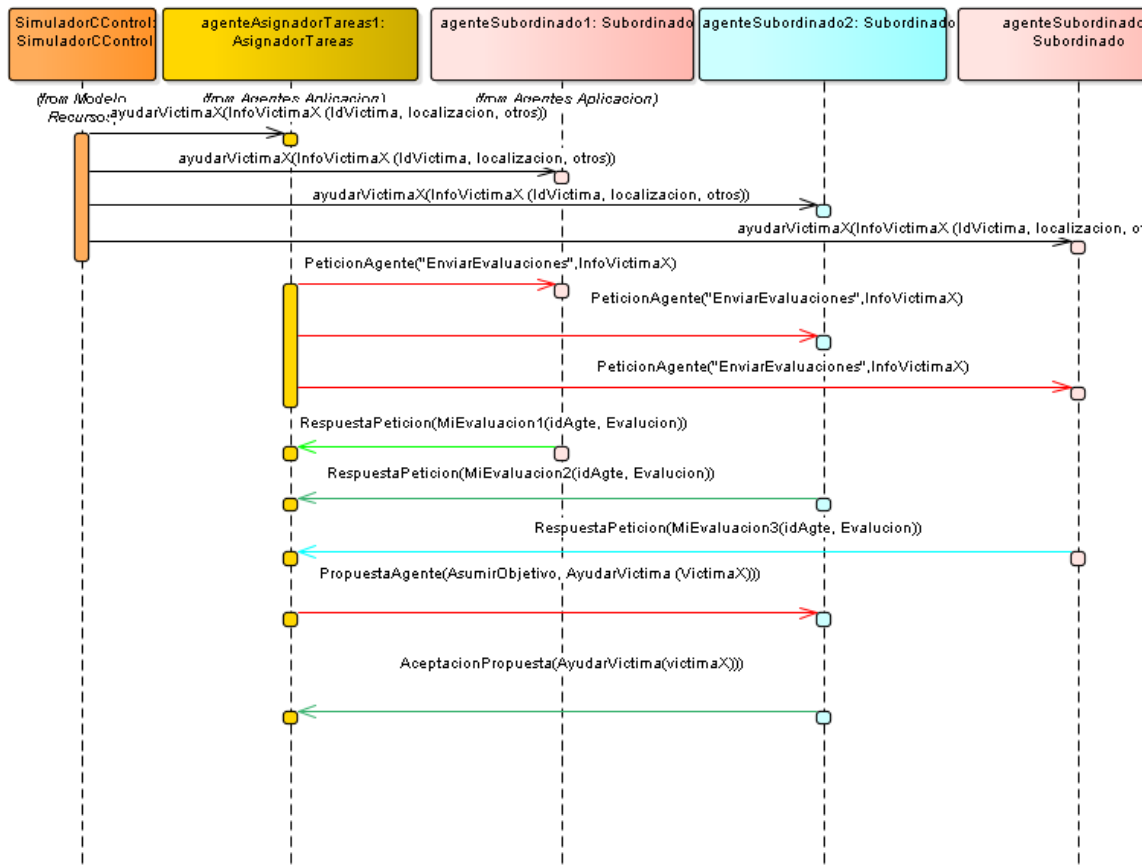 SimuladorCControl:
SimuladorCControl
agenteAsignadorTareas1:
AsignadorTareas
agenteSubordinado1: Subordinado
agenteSubordinado2: Subordinado
agenteSubordinado
Subordinado
(from Modelo
Recursos)
(from Agentes Aplicacion)
(from Agentes Aplicacion)
ayudarVictimaX(InfoVictimaX (IdVictima, localizacion, otros))
ayudarVictimaX(InfoVictimaX (IdVictima, localizacion, otros))
ayudarVictimaX(InfoVictimaX (IdVictima, localizacion, otros))
ayudarVictimaX(InfoVictimaX (IdVictima, localizacion, ot
PeticionAgente("EnviarEvaluaciones",InfoVictimaX)
PeticionAgente("EnviarEvaluaciones",InfoVictimaX)
PeticionAgente("EnviarEvaluaciones",InfoVictimaX)
RespuestaPeticion(MiEvaluacion1(idAgte, Evalucion))
RespuestaPeticion(MiEvaluacion2(idAgte, Evalucion))
RespuestaPeticion(MiEvaluacion3(idAgte, Evalucion))
PropuestaAgente(AsumirObjetivo, AyudarVictima (VictimaX)))
AceptacionPropuesta(AyudarVictima(victimaX)))